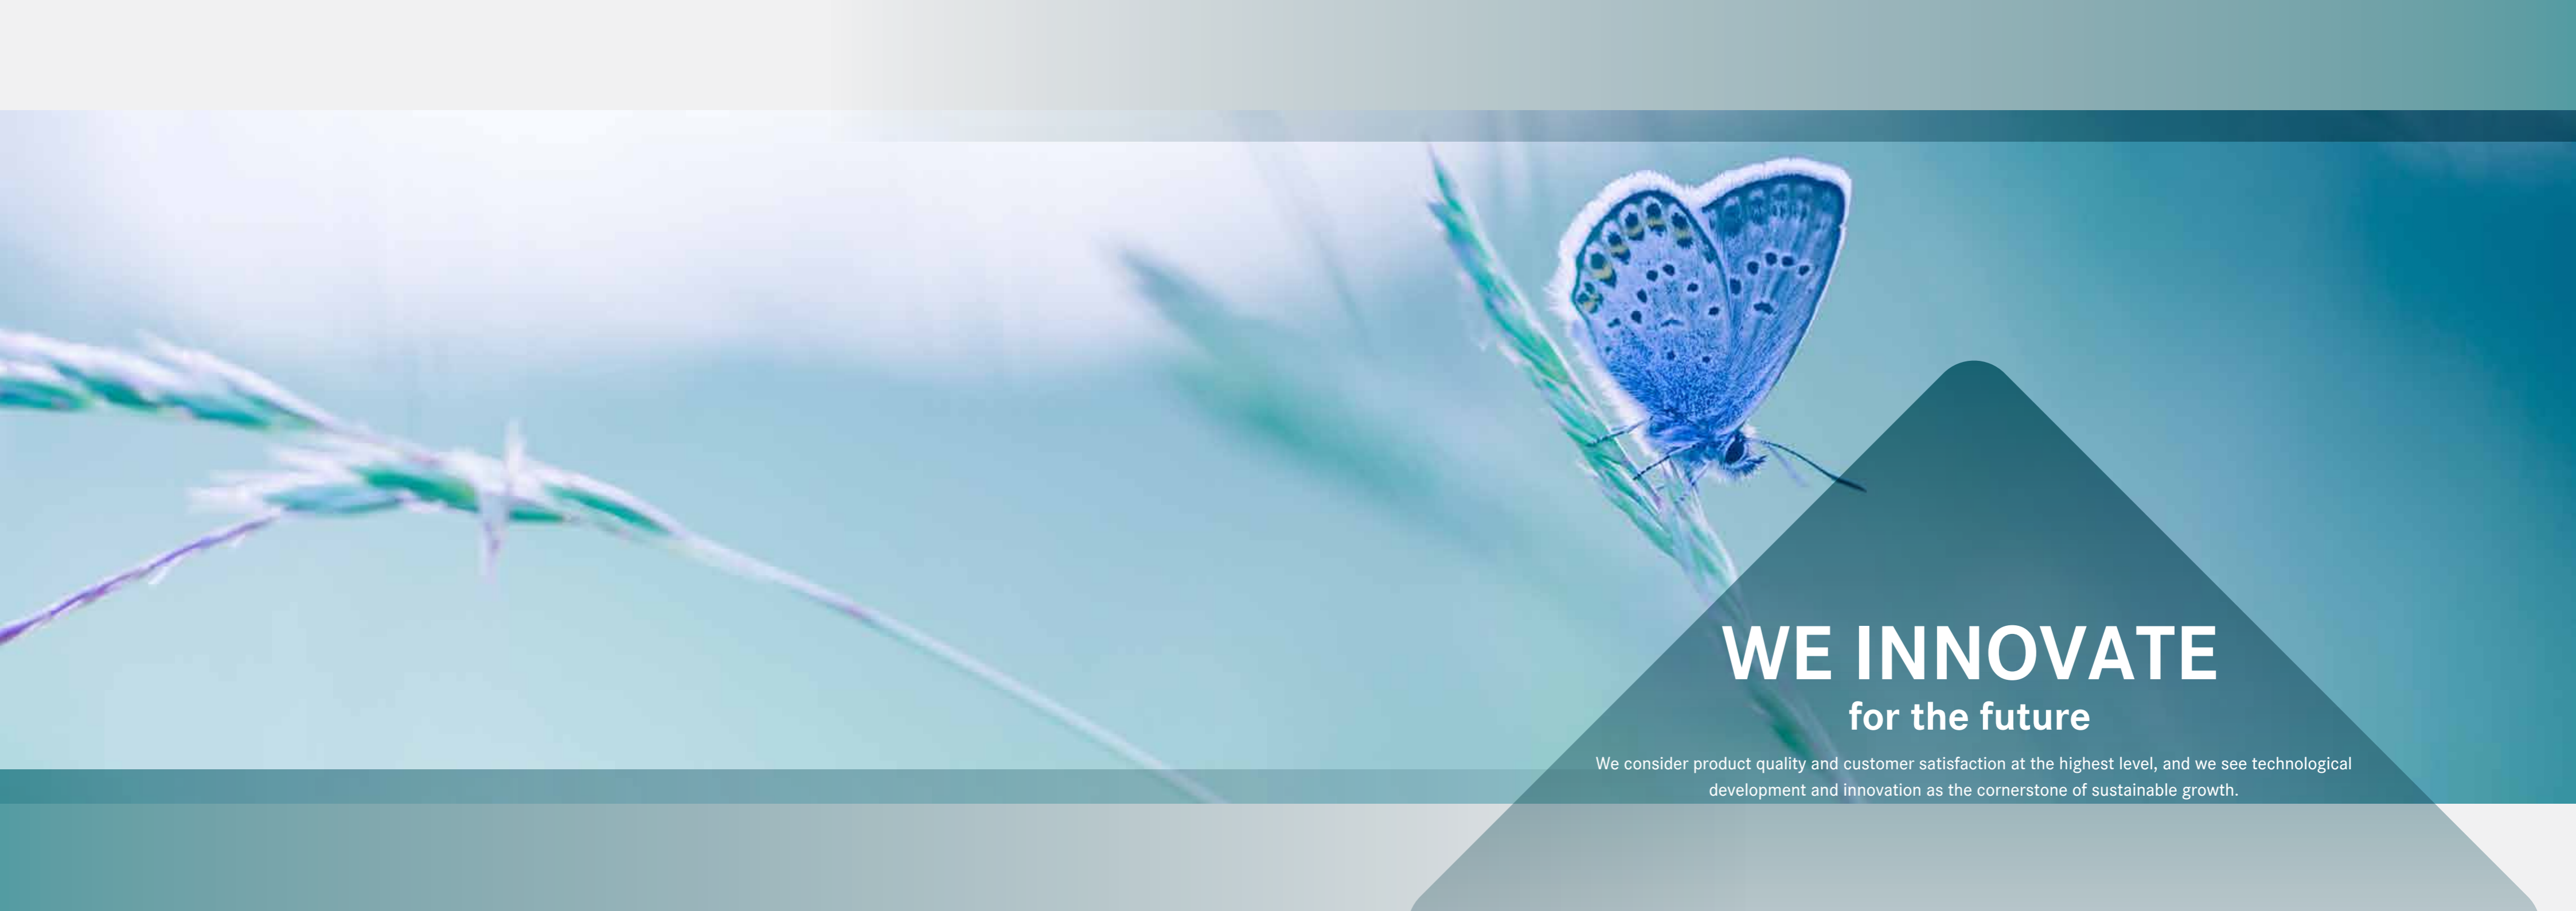 WE INNOVATE
for the future
We consider product quality and customer satisfaction at the highest level, and we see technological
development and innovation as the cornerstone of sustainable growth.